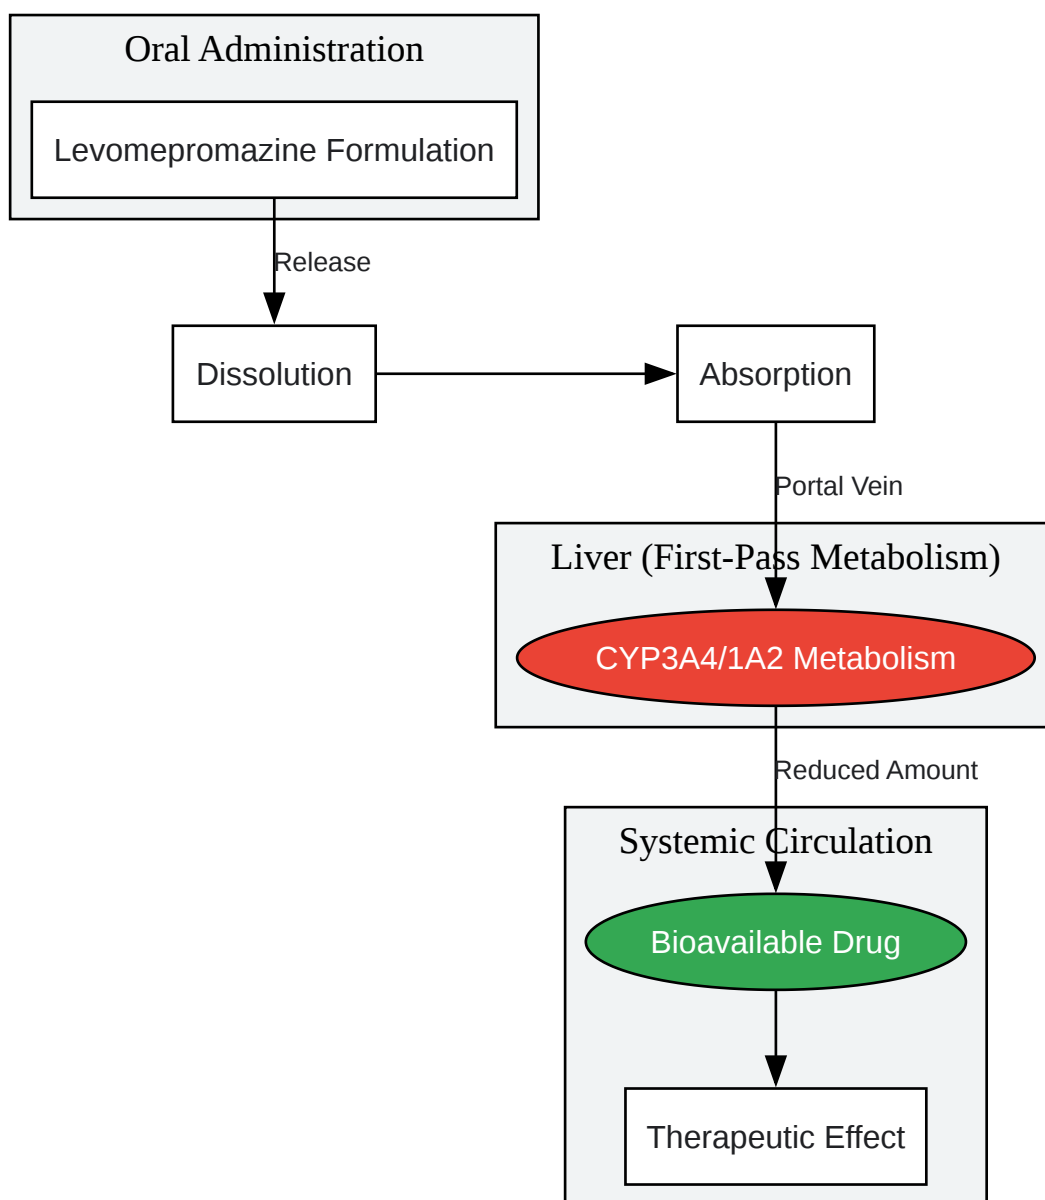 Oral Administration
Levomepromazine Formulation
Release
Dissolution
Absorption
Portal Vein
Liver (First-Pass Metabolism)
CYP3A4/1A2 Metabolism
Reduced Amount
Systemic Circulation
Bioavailable Drug
Therapeutic Effect